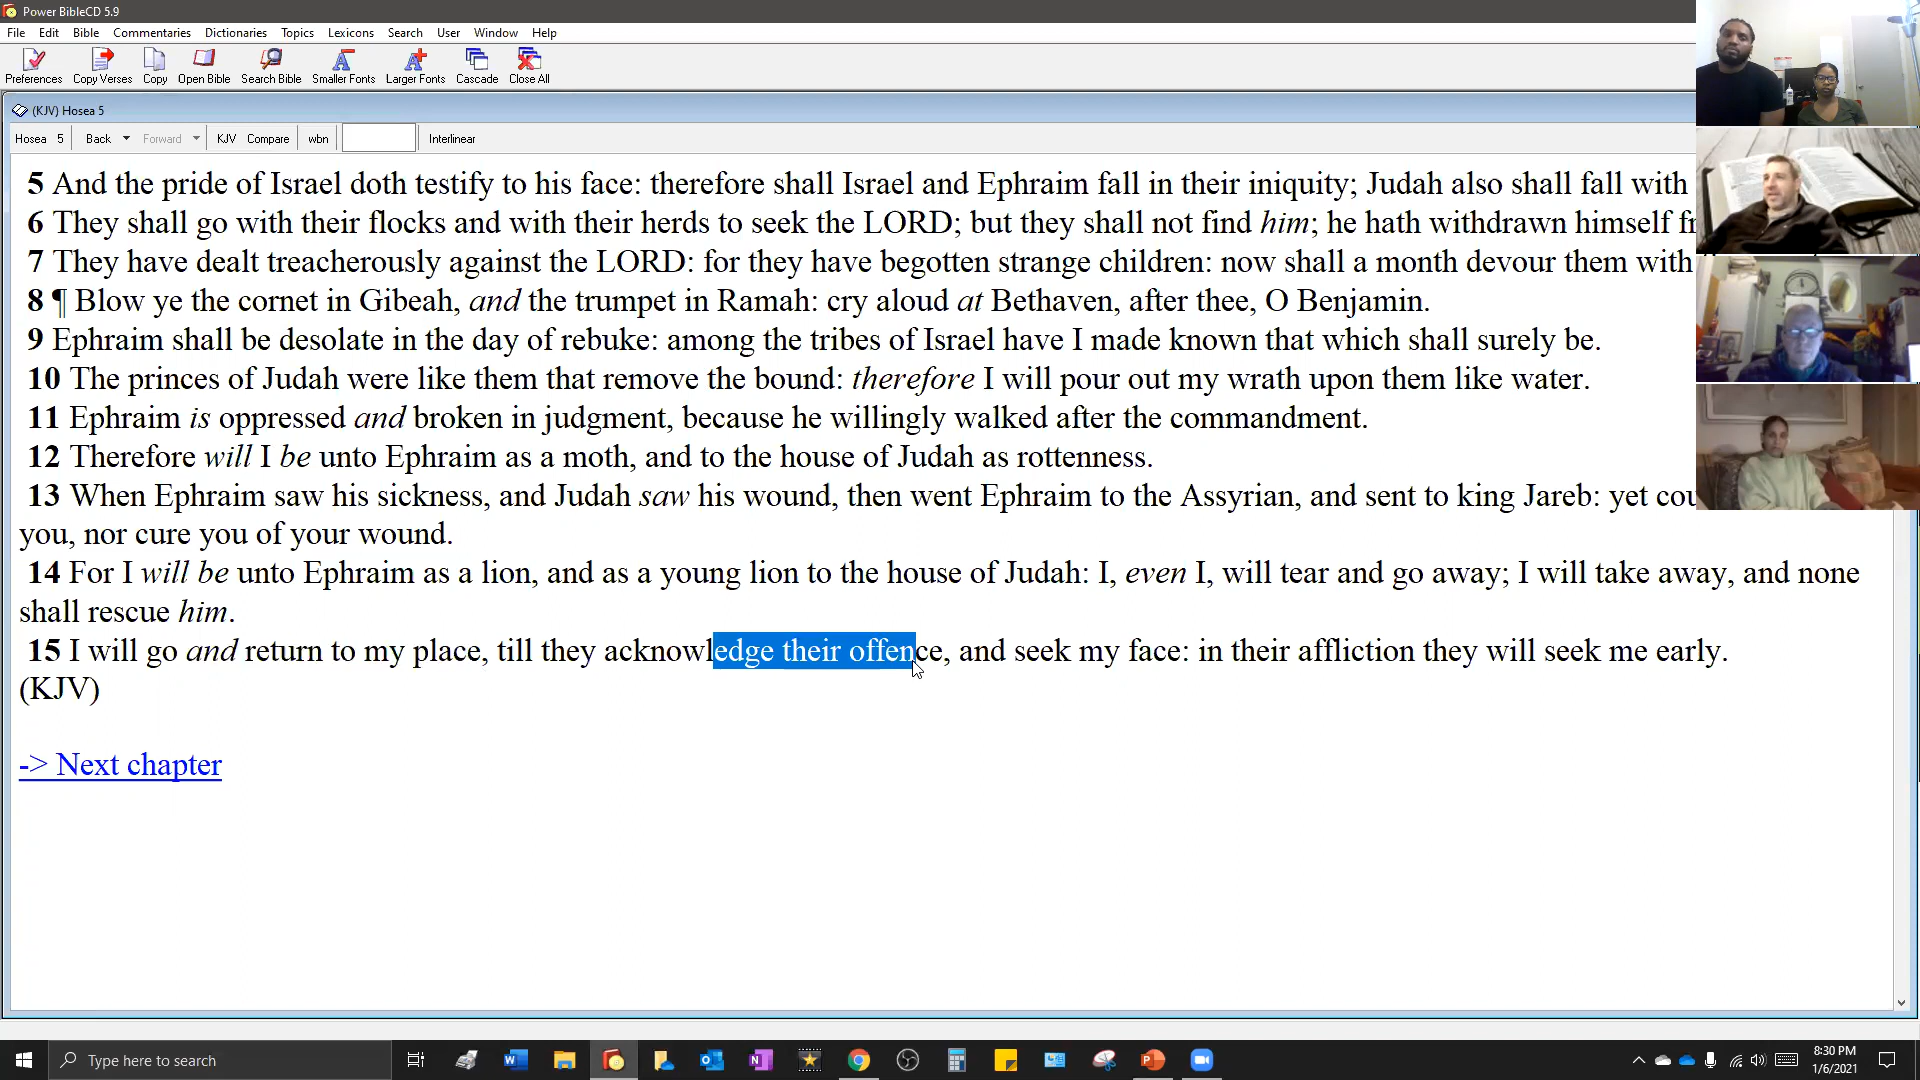 Power BibleCD 5.9
File Edit Bible Commentaries Dictionaries Topics Lexicons Search User Window Help
Preferences Copy Verses Copy Open Bible Search Bible Smaller Fonts Larger Fonts Cascade Close All
(KJV) Hosea 5
Hosea 5 Back Forward KJV Compare wbn Interlinear
5 And the pride of Israel doth testify to his face: therefore shall Israel and Ephraim fall in their iniquity; Judah also shall fall with
6 They shall go with their flocks and with their herds to seek the LORD; but they shall not find him; he hath withdrawn himself fr
7 They have dealt treacherously against the LORD: for they have begotten strange children: now shall a month devour them with
8 ¶ Blow ye the cornet in Gibeah, and the trumpet in Ramah: cry aloud at Bethaven, after thee, O Benjamin.
9 Ephraim shall be desolate in the day of rebuke: among the tribes of Israel have I made known that which shall surely be.
10 The princes of Judah were like them that remove the bound: therefore I will pour out my wrath upon them like water.
11 Ephraim is oppressed and broken in judgment, because he willingly walked after the commandment.
12 Therefore will I be unto Ephraim as a moth, and to the house of Judah as rottenness.
13 When Ephraim saw his sickness, and Judah saw his wound, then went Ephraim to the Assyrian, and sent to king Jareb: yet cou
you, nor cure you of your wound.
14 For I will be unto Ephraim as a lion, and as a young lion to the house of Judah: I, even I, will tear and go away; I will take away, and none
shall rescue him.
15 I will go and return to my place, till they acknowledge their offence, and seek my face: in their affliction they will seek me early.
(KJV)
-> Next chapter
Type here to search
8:30 PM
1/6/2021